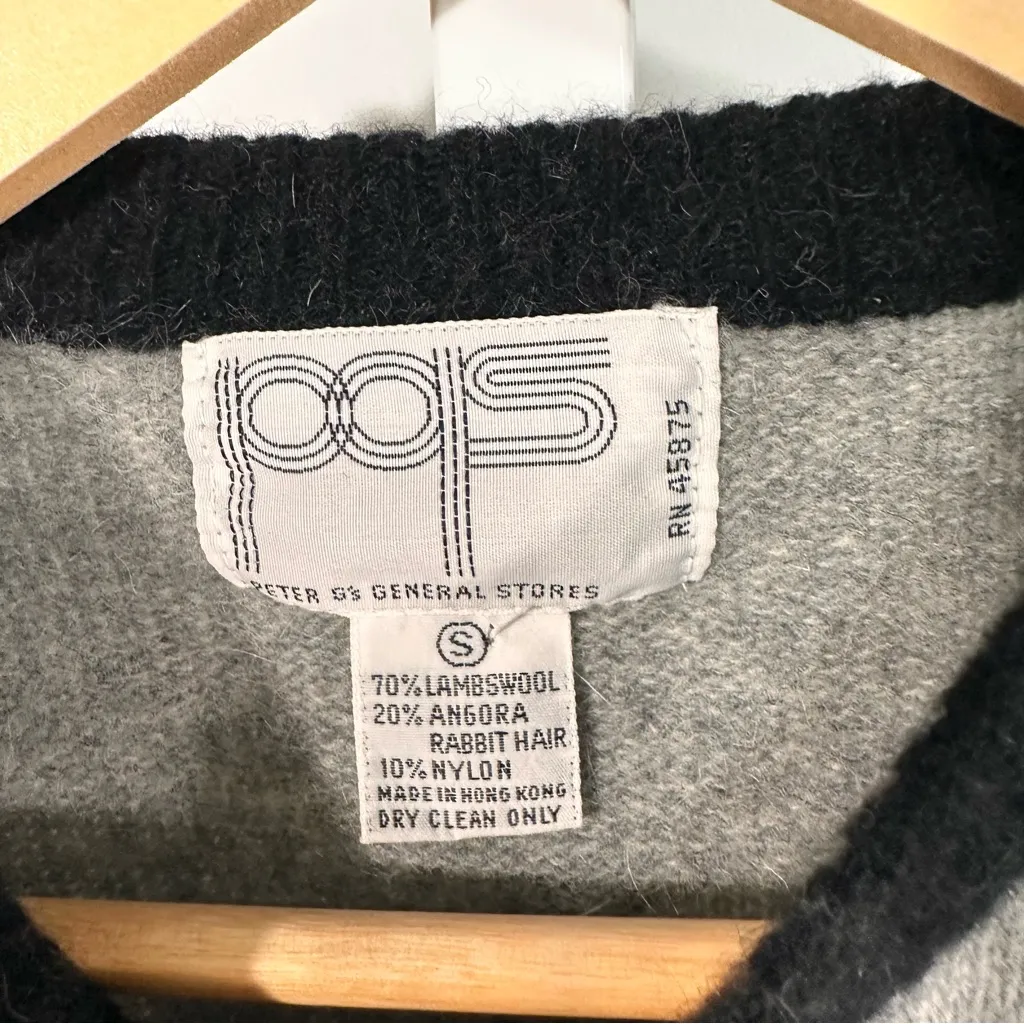 pqs
RN 45875
PETER G's GENERAL STORES
S
70% LAMBSWOOL
20% ANGORA
RABBIT HAIR
10% NYLON
MADE IN HONG KONG
DRY CLEAN ONLY